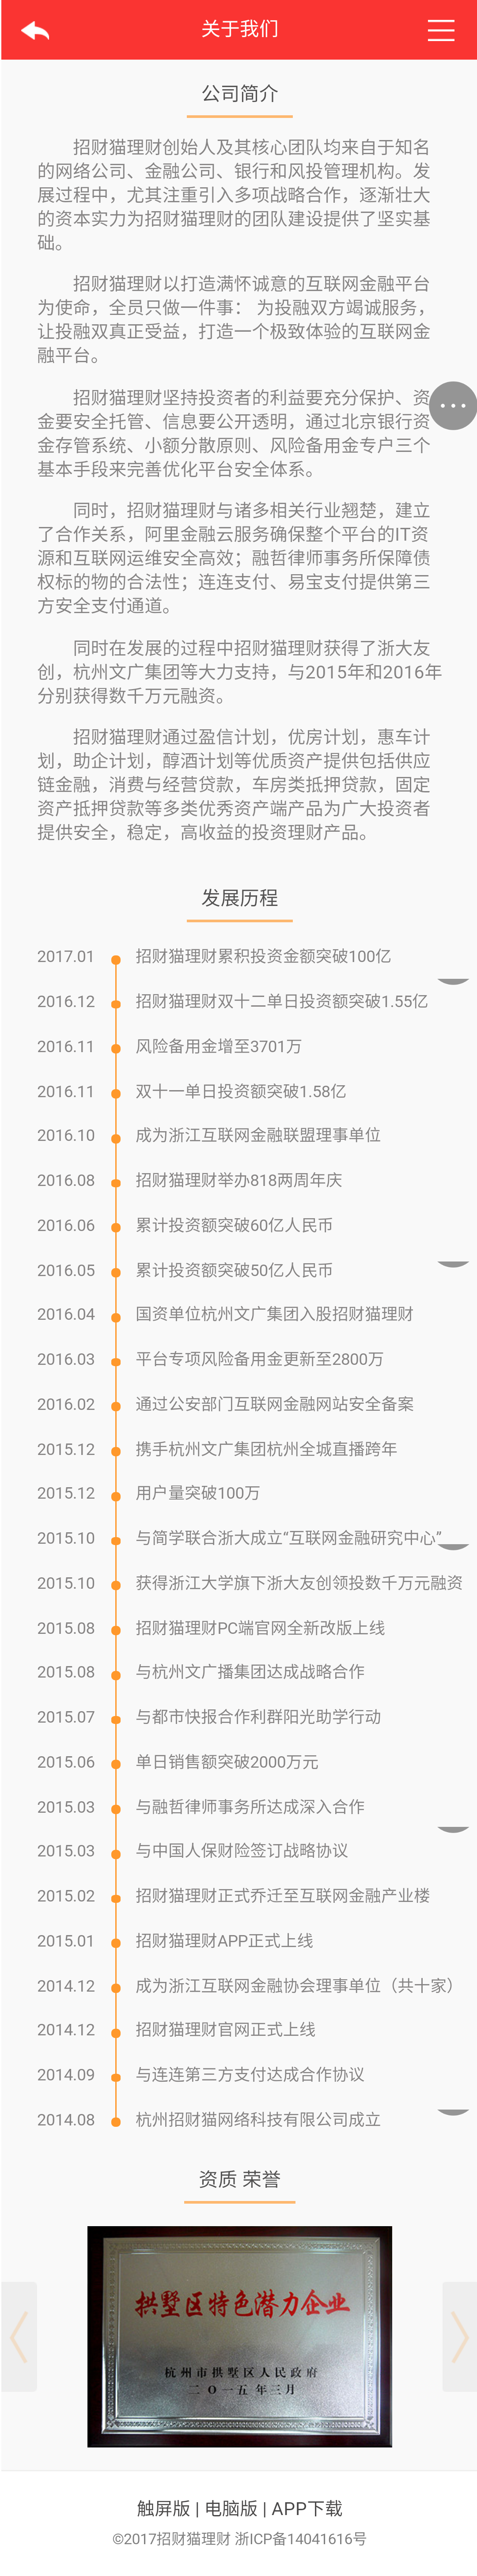 关于我们
公司简介
招财猫理财创始人及其核心团队均来自于知名
的网络公司、金融公司、银行和风投管理机构。发
展过程中，尤其注重引入多项战略合作，逐渐壮大
的资本实力为招财猫理财的团队建设提供了坚实基
础。
招财猫理财以打造满怀诚意的互联网金融平台
为使命，全员只做一件事： 为投融双方竭诚服务，
让投融双真正受益，打造一个极致体验的互联网金
融平台。
招财猫理财坚持投资者的利益要充分保护、资
金要安全托管、信息要公开透明，通过北京银行资
金存管系统、小额分散原则、风险备用金专户三个
基本手段来完善优化平台安全体系。
同时，招财猫理财与诸多相关行业翘楚，建立
了合作关系，阿里金融云服务确保整个平台的IT资
源和互联网运维安全高效；融哲律师事务所保障债
权标的物的合法性；连连支付、易宝支付提供第三
方安全支付通道。
同时在发展的过程中招财猫理财获得了浙大友
创，杭州文广集团等大力支持，与2015年和2016年
分别获得数千万元融资。
招财猫理财通过盈信计划，优房计划，惠车计
划，助企计划，醇酒计划等优质资产提供包括供应
链金融，消费与经营贷款，车房类抵押贷款，固定
资产抵押贷款等多类优秀资产端产品为广大投资者
提供安全，稳定，高收益的投资理财产品。
发展历程
2017.01 招财猫理财累积投资金额突破100亿
2016.12 招财猫理财双十二单日投资额突破1.55亿
2016.11 风险备用金增至3701万
2016.11 双十一单日投资额突破1.58亿
2016.10 成为浙江互联网金融联盟理事单位
2016.08 招财猫理财举办818两周年庆
2016.06 累计投资额突破60亿人民币
2016.05 累计投资额突破50亿人民币
2016.04 国资单位杭州文广集团入股招财猫理财
2016.03 平台专项风险备用金更新至2800万
2016.02 通过公安部门互联网金融网站安全备案
2015.12 携手杭州文广集团杭州全城直播跨年
2015.12 用户量突破100万
2015.10 与简学联合浙大成立“互联网金融研究中心”
2015.10 获得浙江大学旗下浙大友创领投数千万元融资
2015.08 招财猫理财PC端官网全新改版上线
2015.08 与杭州文广播集团达成战略合作
2015.07 与都市快报合作利群阳光助学行动
2015.06 单日销售额突破2000万元
2015.03 与融哲律师事务所达成深入合作
2015.03 与中国人保财险签订战略协议
2015.02 招财猫理财正式乔迁至互联网金融产业楼
2015.01 招财猫理财APP正式上线
2014.12 成为浙江互联网金融协会理事单位（共十家）
2014.12 招财猫理财官网正式上线
2014.09 与连连第三方支付达成合作协议
2014.08 杭州招财猫网络科技有限公司成立
资质 荣誉
拱墅区特色潜力企业
杭州市拱墅区人民政府
二〇一五年三月
触屏版 | 电脑版 | APP下载
©2017招财猫理财 浙ICP备14041616号